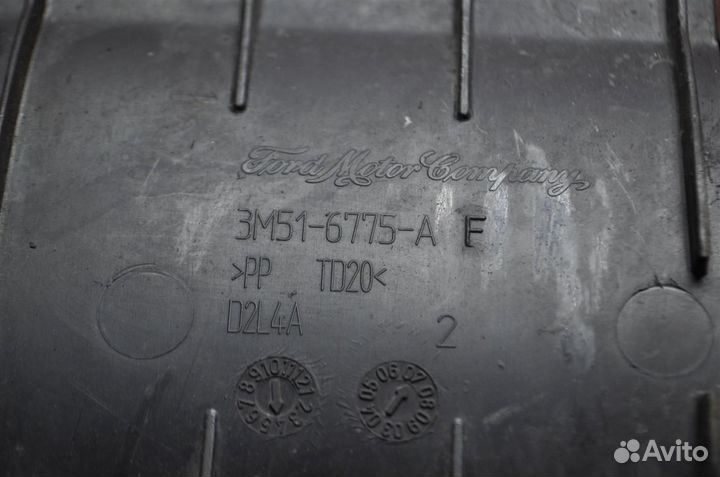 Ford Motor Company
3M51-6775-A E
>PP TD20<
D2L4A
2
Avito